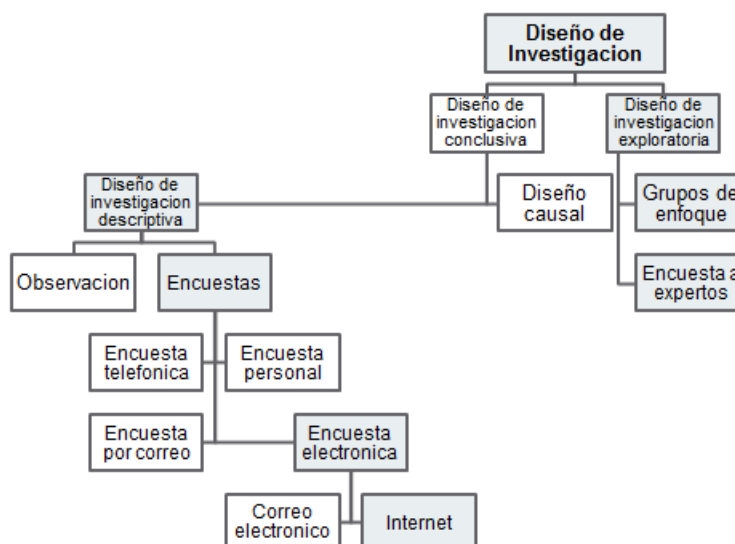 Diseño de
Investigacion
Diseño de
investigacion
conclusiva
Diseño de
investigacion
exploratoria
Diseño de
investigacion
descriptiva
Diseño
causal
Grupos de
enfoque
Observacion
Encuestas
Encuesta a
expertos
Encuesta
telefonica
Encuesta
personal
Encuesta
por correo
Encuesta
electronica
Correo
electronico
Internet